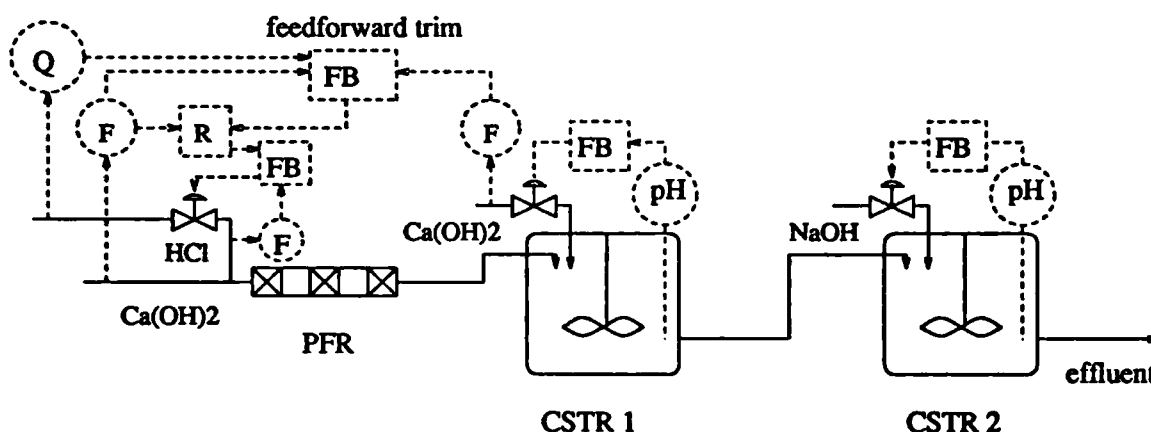 feedforward trim
Q
FB
F
R
F
FB
FB
FB
pH
pH
HCl
F
Ca(OH)2
NaOH
Ca(OH)2
PFR
effluent
CSTR 1
CSTR 2